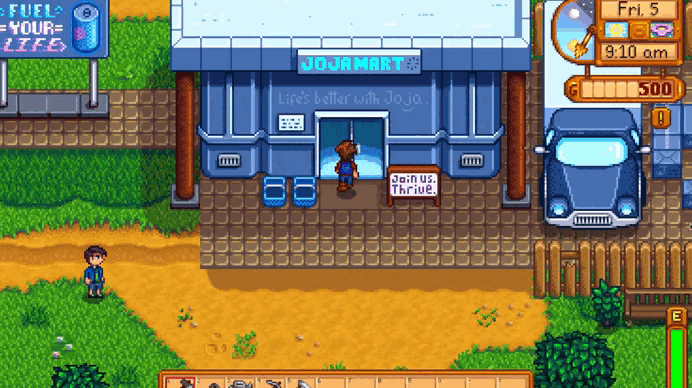 FUEL
=YOUR=
LIFE
Fri. 5
9:10 am
500
JOJAMART
Life's better with Joja.
Join us.
Thrive.
E